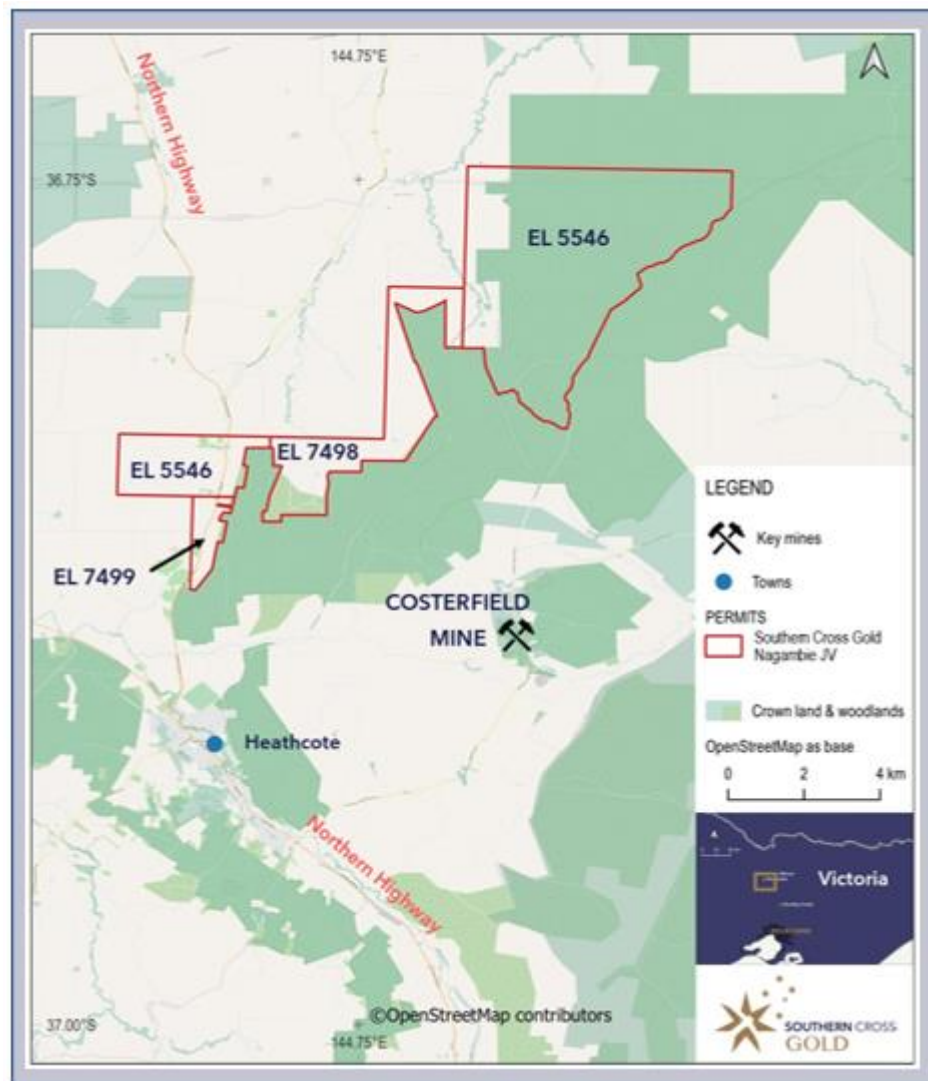 144.75°E
Northern Highway
36.75°S
EL 5546
EL 7498
EL 5546
EL 7499
COSTERFIELD
MINE
Heathcote
Northern Highway
37.00°S
©OpenStreetMap contributors
144.75°E
LEGEND
Key mines
Towns
PERMITS
Southern Cross Gold
Nagambie JV
Crown land & woodlands
OpenStreetMap as base
0 2 4 km
Victoria
SOUTHERN CROSS
GOLD